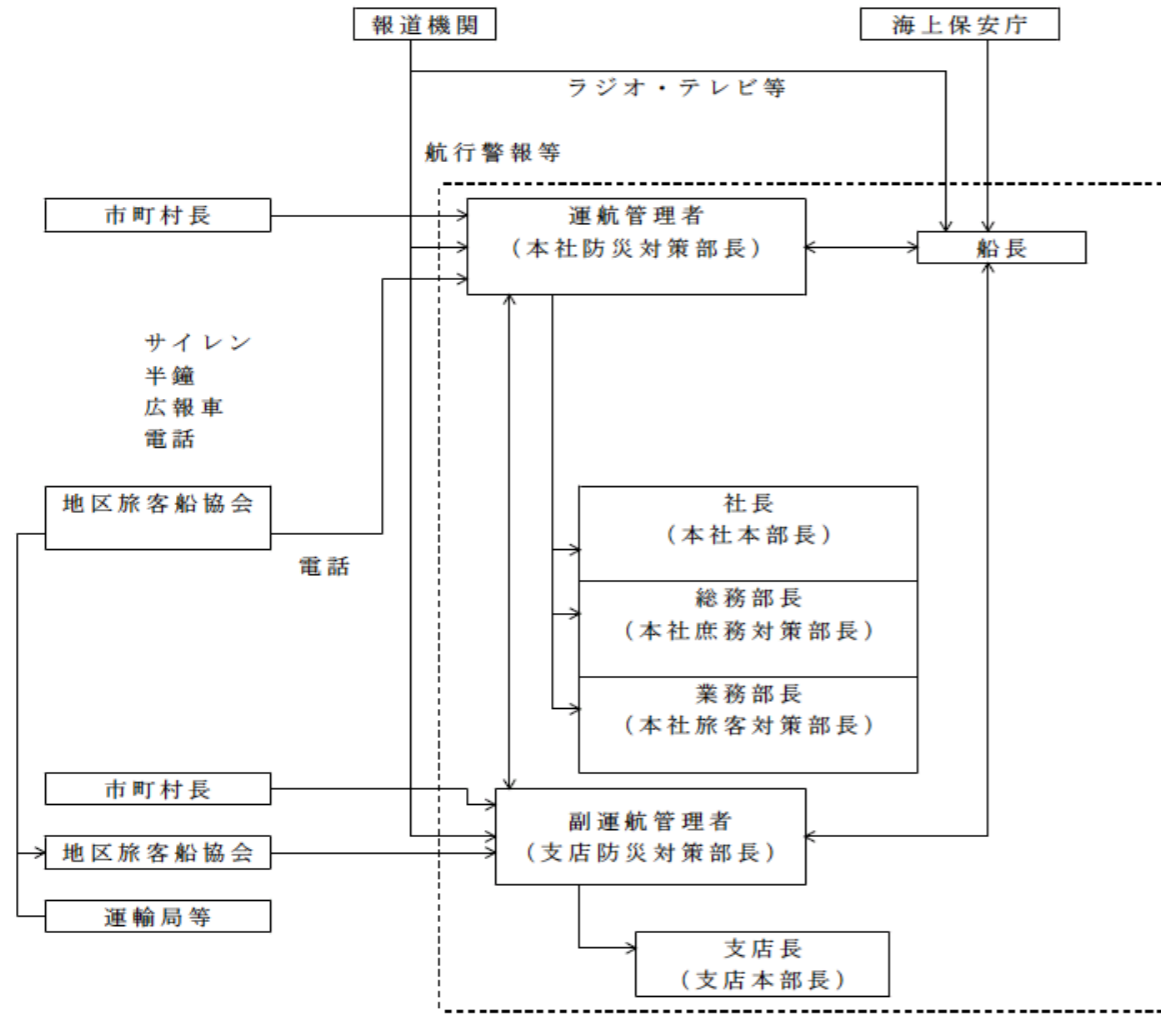 報道機関
海上保安庁
ラジオ・テレビ等
航行警報等
市町村長
運航管理者
（本社防災対策部長）
船長
サイレン
半鐘
広報車
電話
地区旅客船協会
電話
社長
（本社本部長）
総務部長
（本社庶務対策部長）
業務部長
（本社旅客対策部長）
市町村長
副運航管理者
（支店防災対策部長）
地区旅客船協会
運輸局等
支店長
（支店本部長）